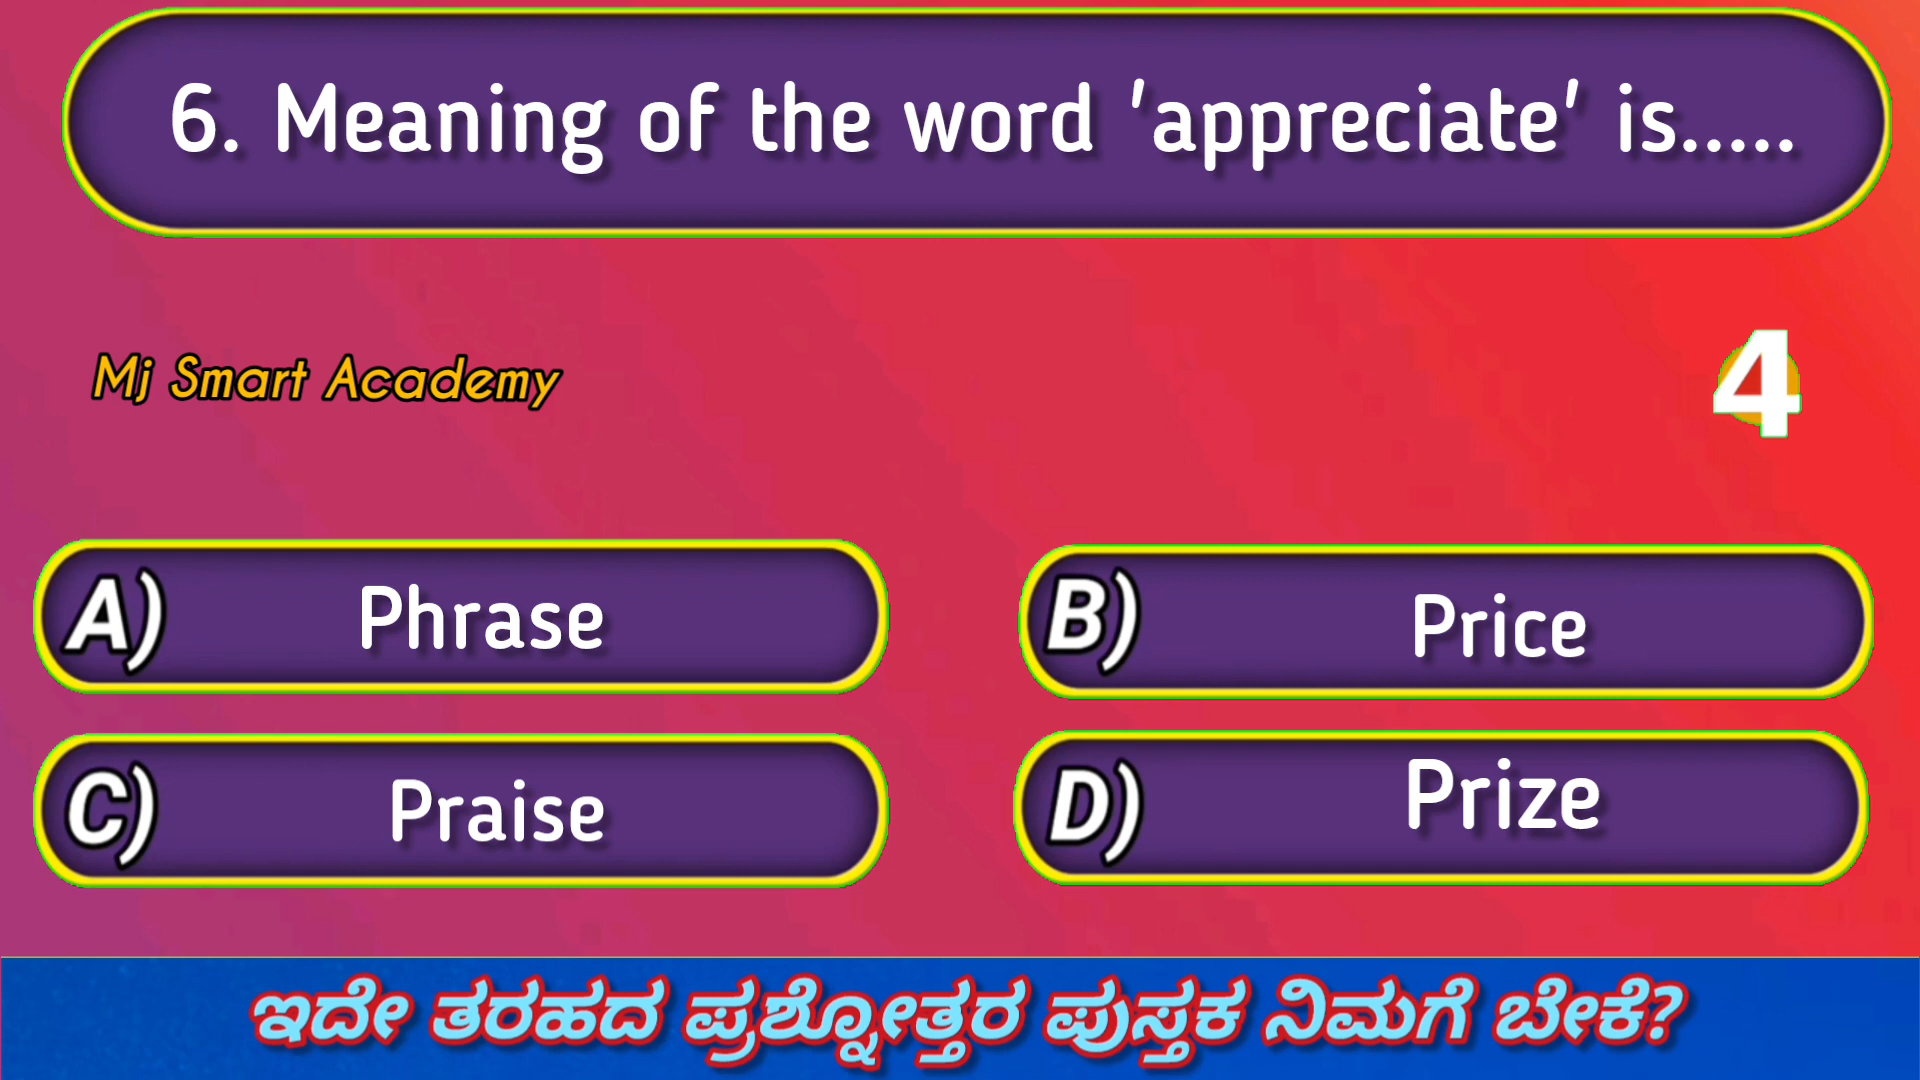 6. Meaning of the word 'appreciate' is.....
Mj Smart Academy
4
A) Phrase
B) Price
C) Praise
D) Prize
ಇದೇ ತರಹದ ಪ್ರಶ್ನೋತ್ತರ ಪುಸ್ತಕ ನಿಮಗೆ ಬೇಕೆ?